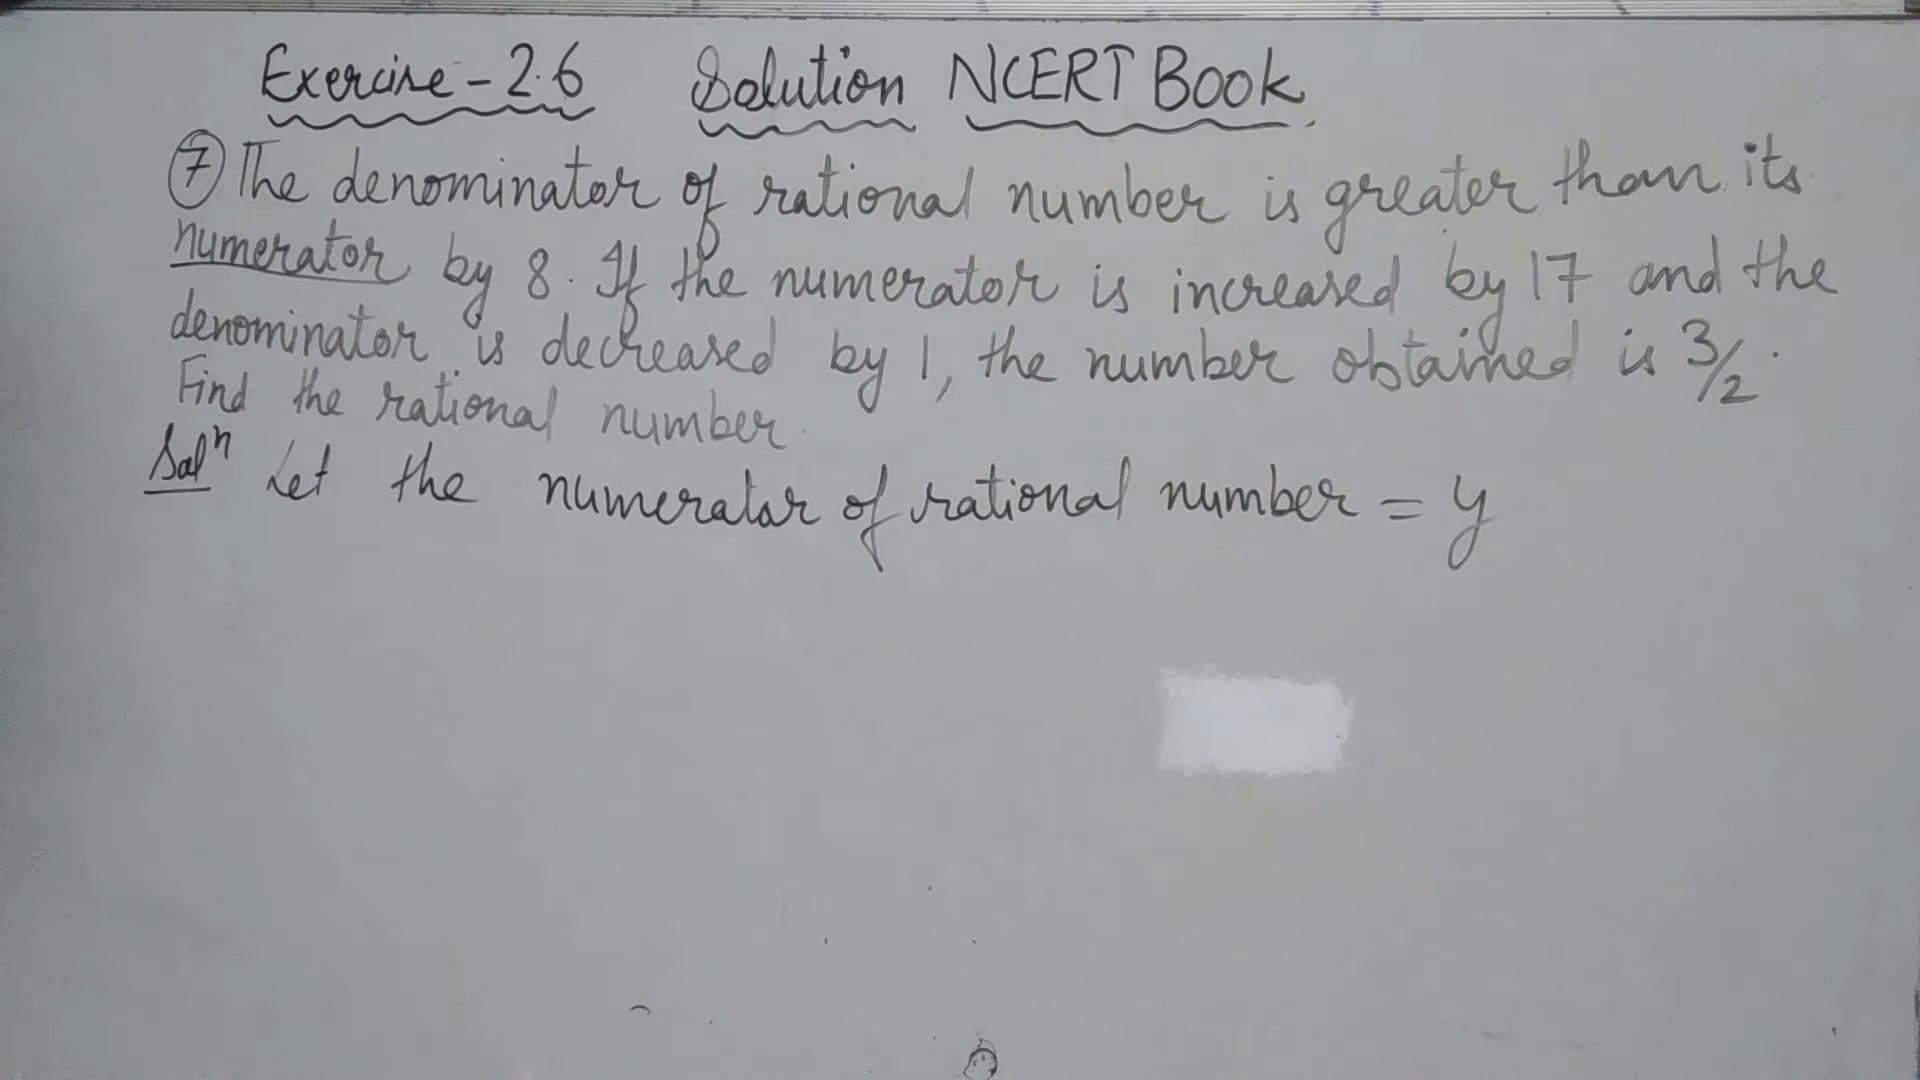 Exercise - 2.6 Solution NCERT Book
⑦ The denominator of rational number is greater than its
numerator by 8. If the numerator is increased by 17 and the
denominator is decreased by 1, the number obtained is 3/2.
Find the rational number.
Solⁿ Let the numerator of rational number = y